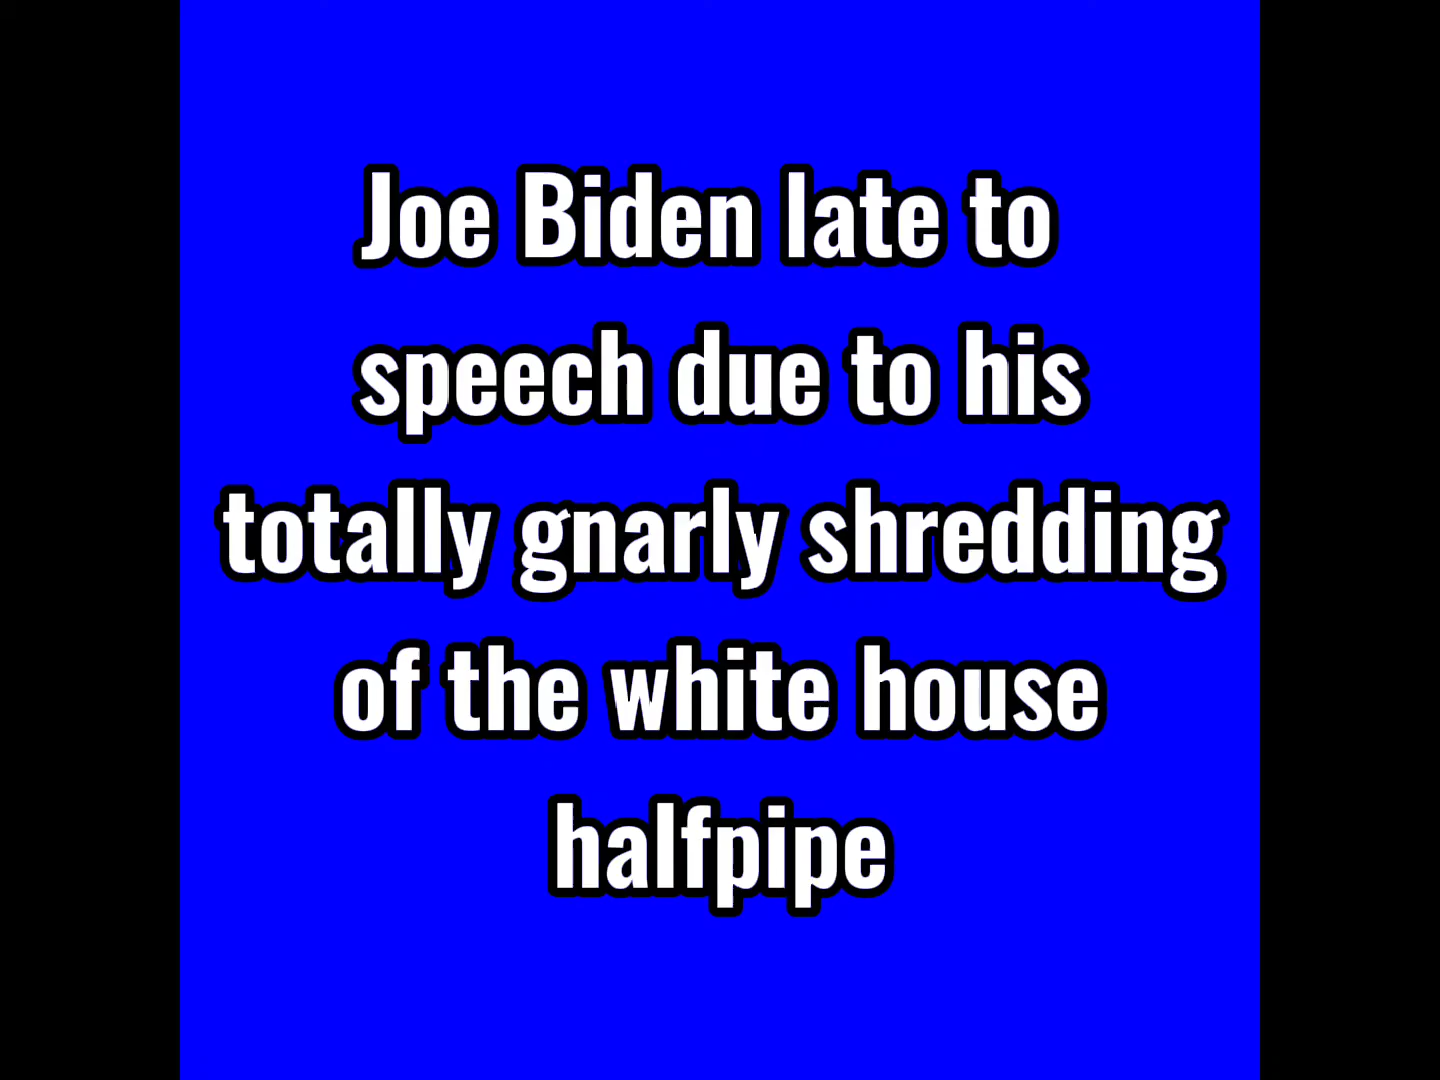 Joe Biden late to
speech due to his
totally gnarly shredding
of the white house
halfpipe